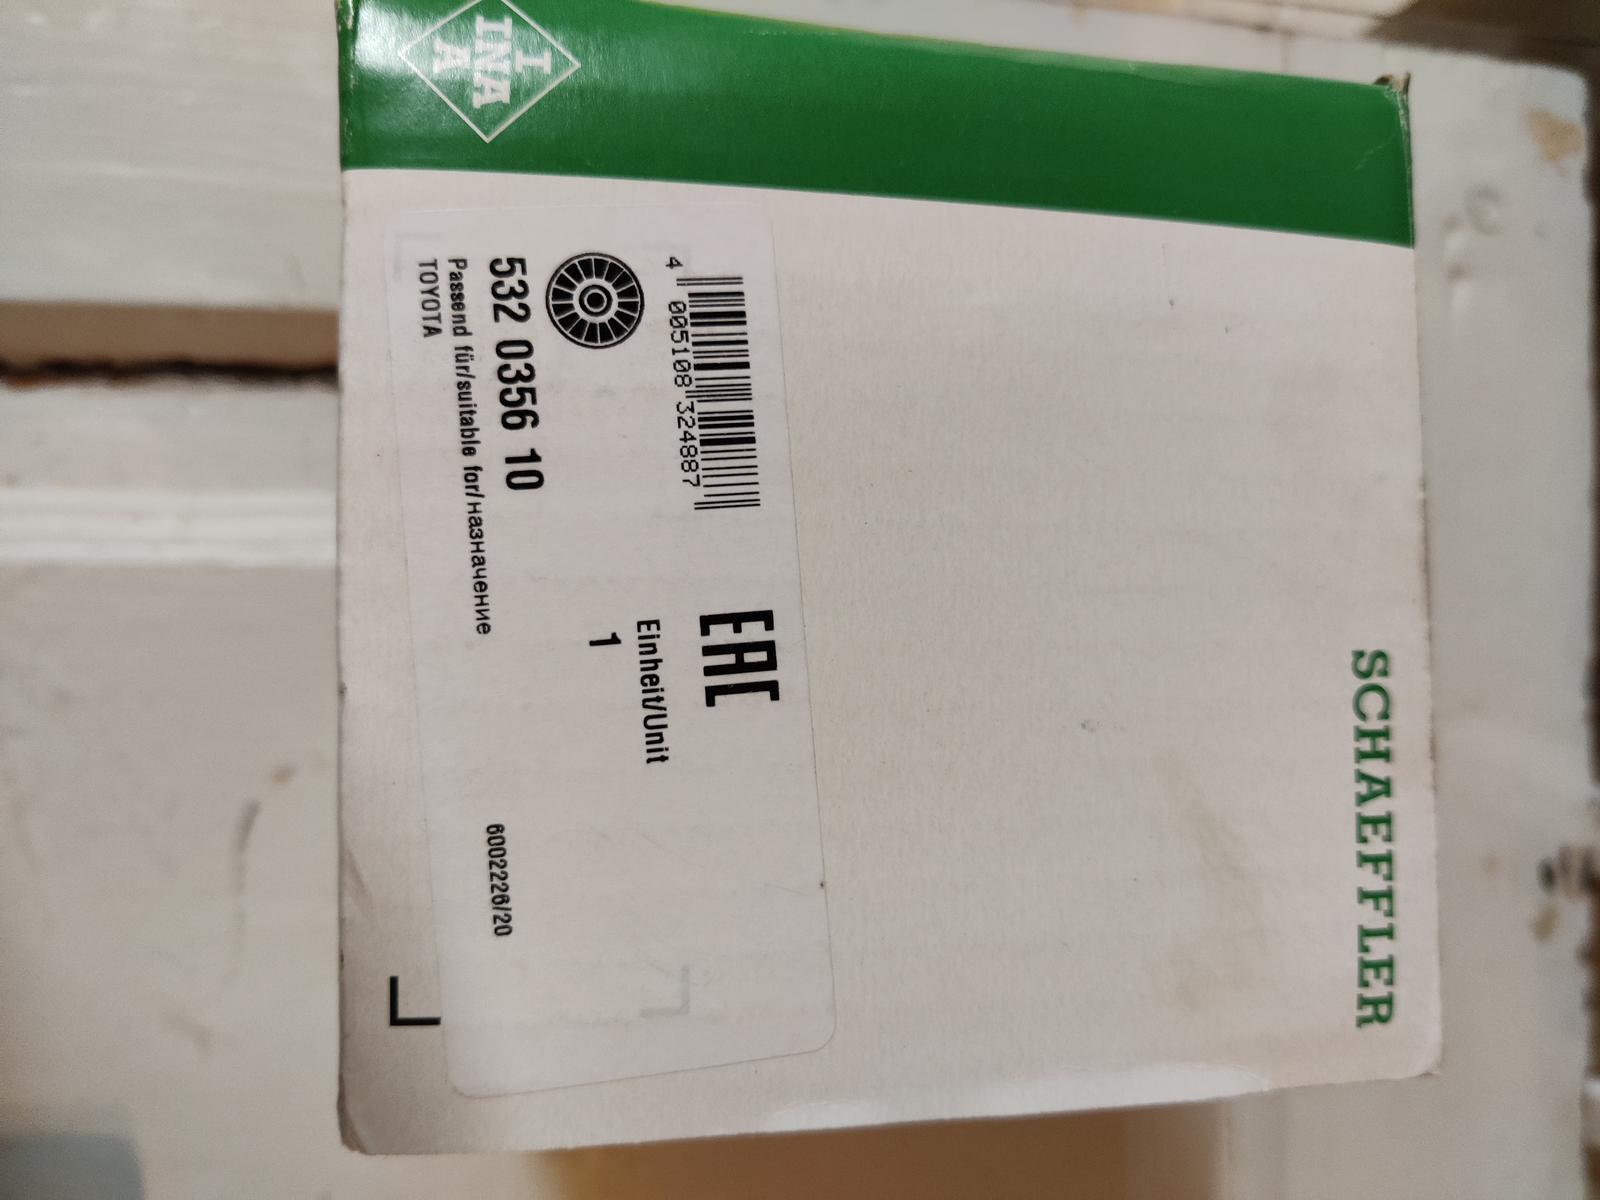 I
INA
A
SCHAEFFLER
4 005108 324887
EAC
Einheit/Unit
1
532 0356 10
6002226/20
Passend für/suitable for/назначение
TOYOTA